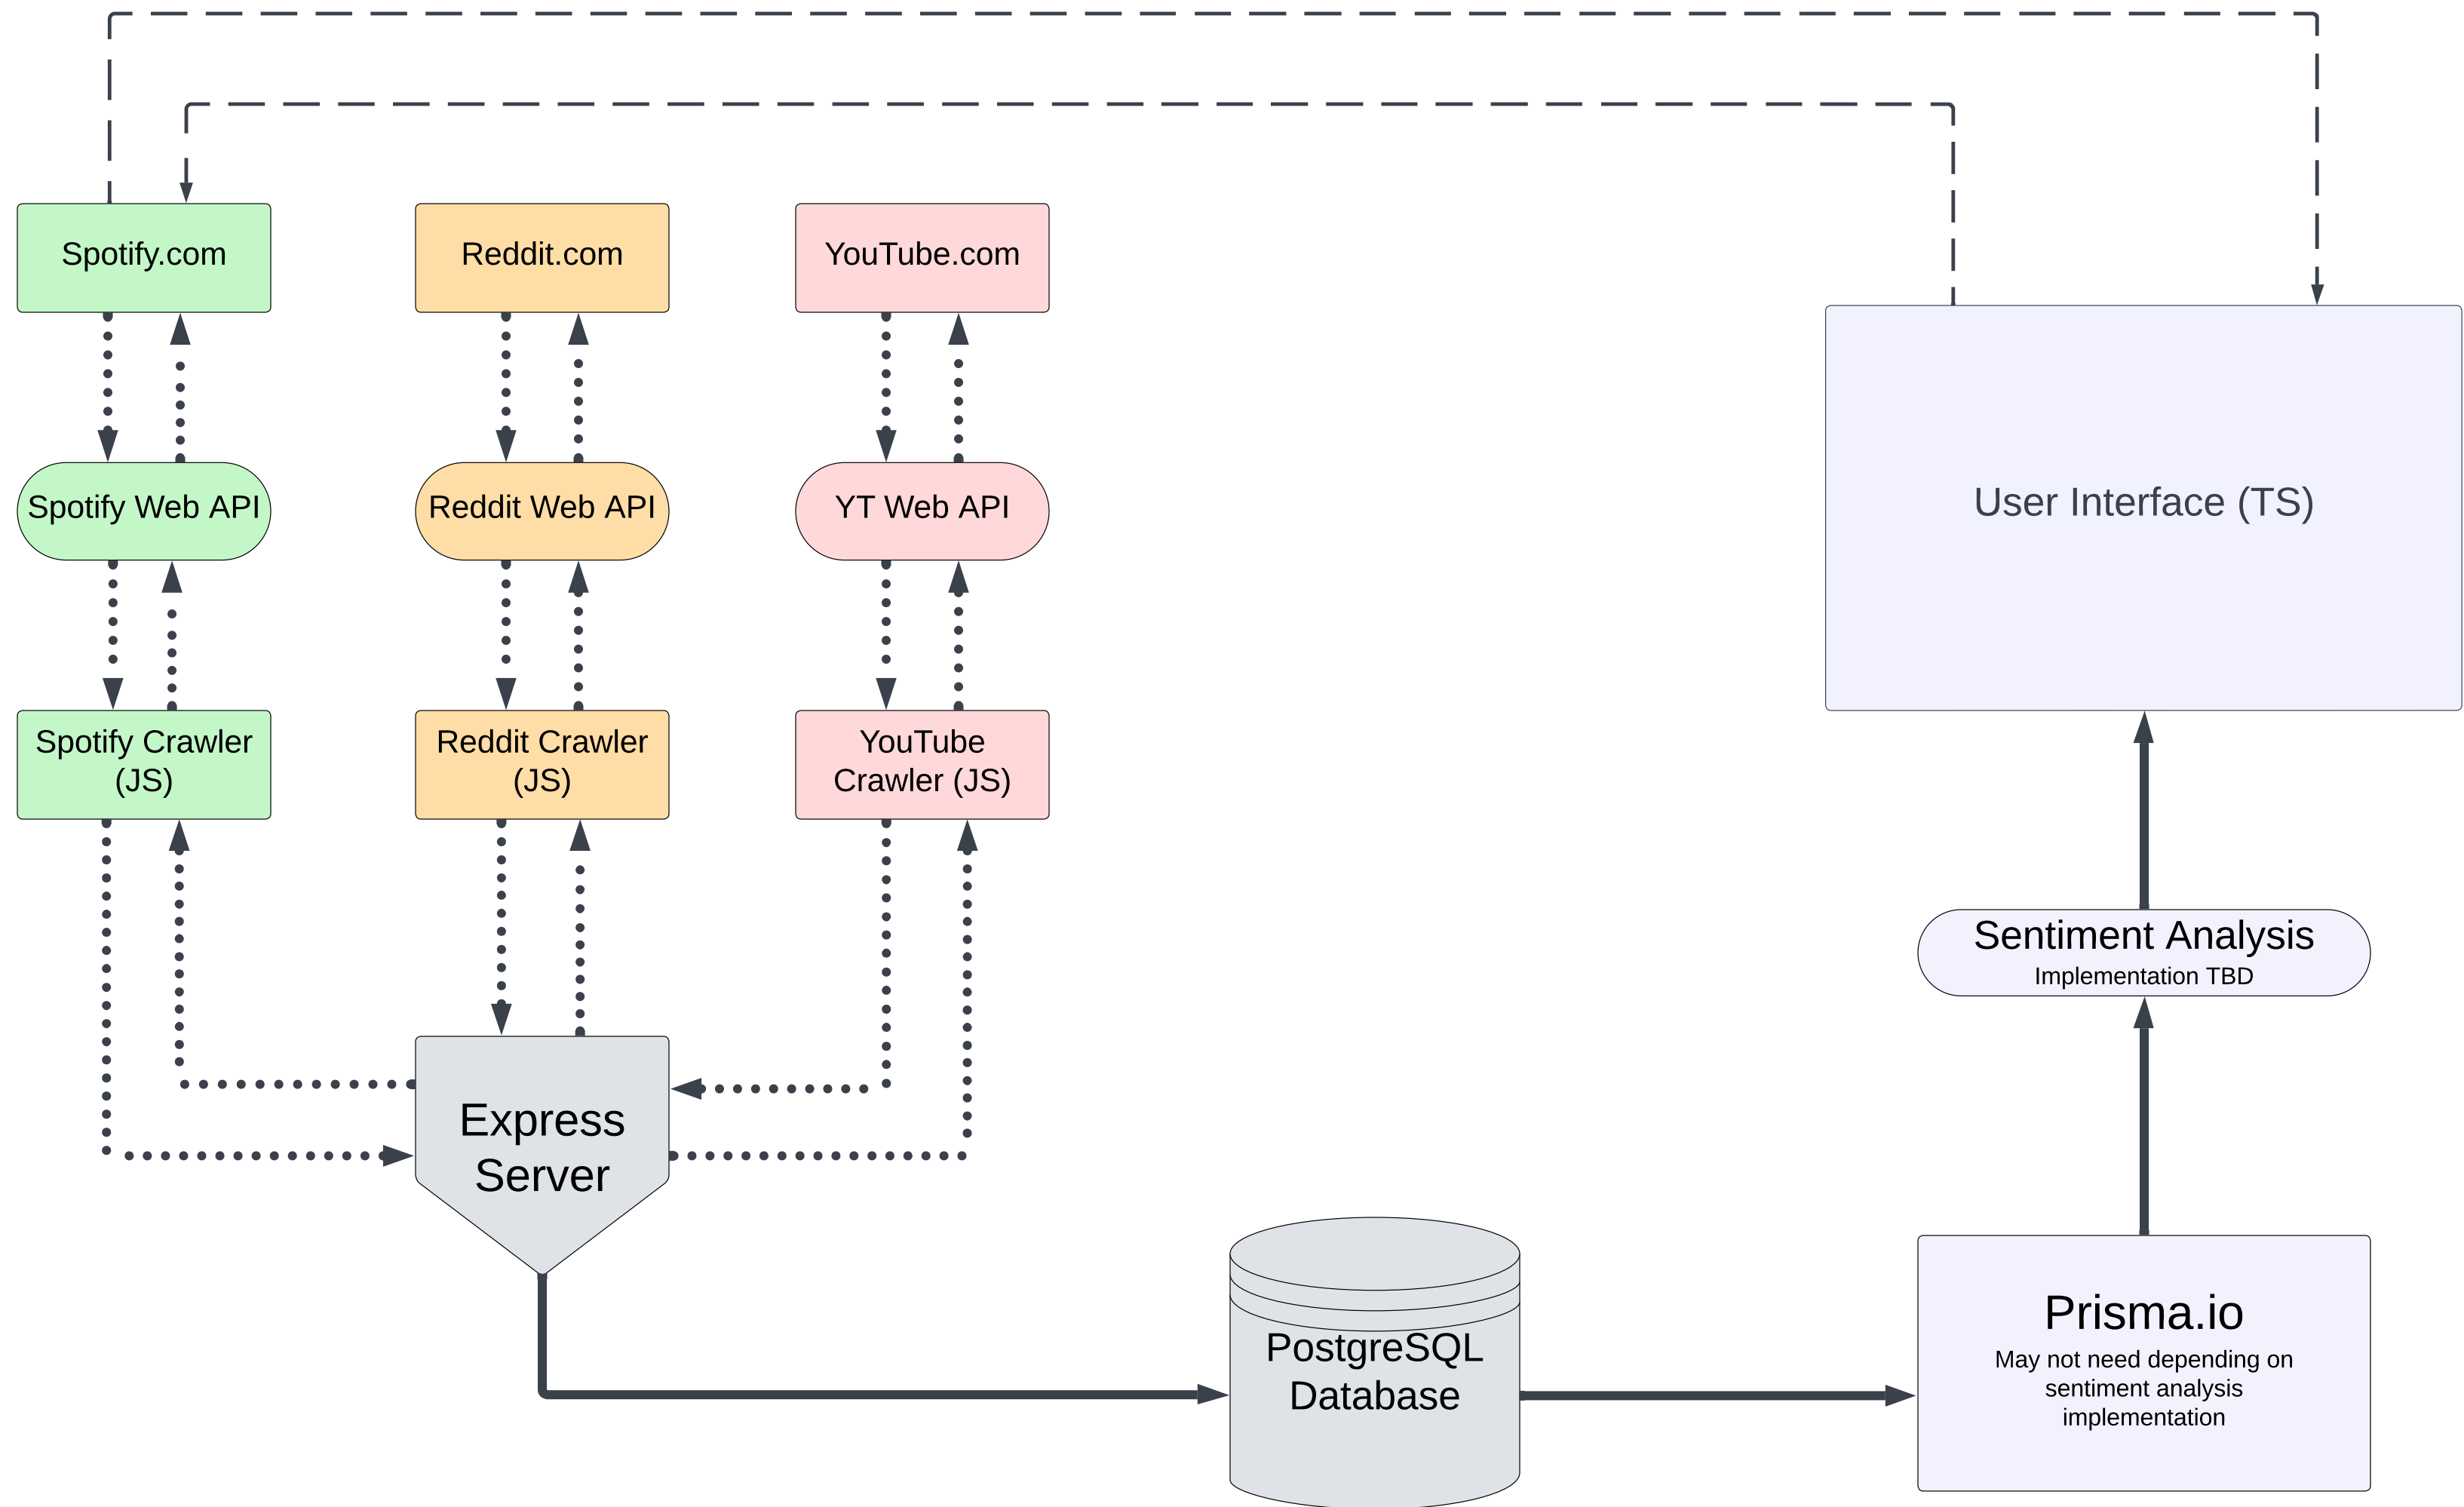 Spotify.com
Reddit.com
YouTube.com
Spotify Web API
Reddit Web API
YT Web API
User Interface (TS)
Spotify Crawler
(JS)
Reddit Crawler
(JS)
YouTube
Crawler (JS)
Sentiment Analysis
Implementation TBD
Express
Server
PostgreSQL
Database
Prisma.io
May not need depending on
sentiment analysis
implementation